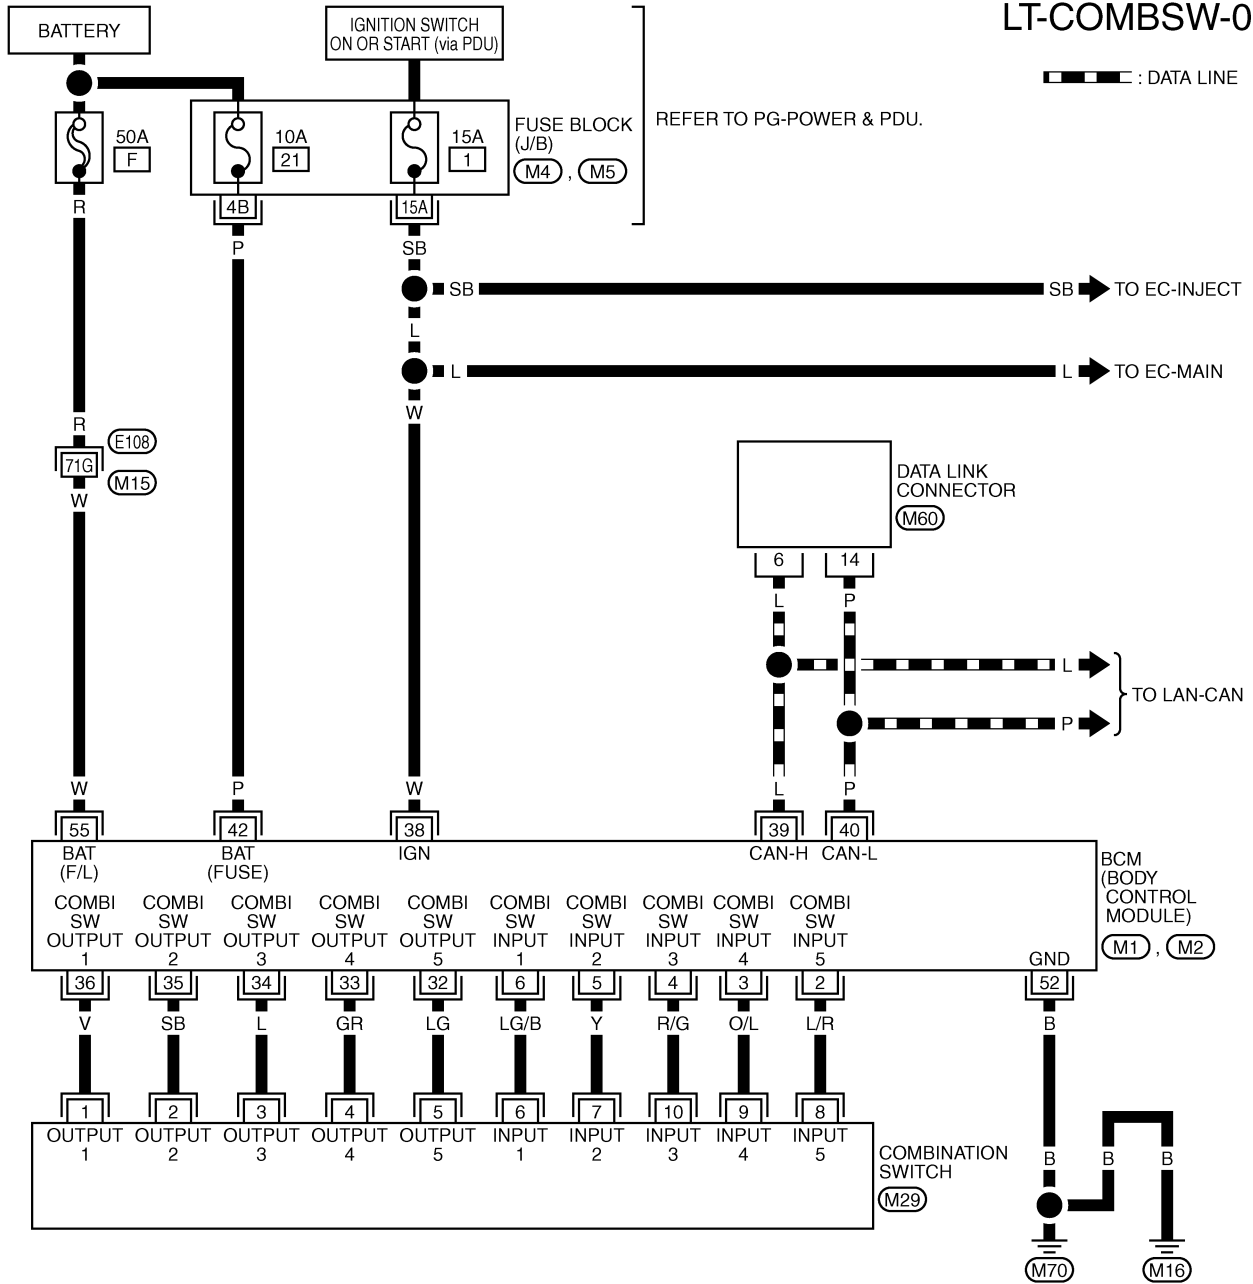 LT-COMBSW-0
BATTERY
IGNITION SWITCH
ON OR START (via PDU)
: DATA LINE
50A
F
10A
21
15A
1
FUSE BLOCK
(J/B)
M4 , M5
REFER TO PG-POWER & PDU.
R
4B
15A
P
SB
SB
SB
TO EC-INJECT
L
L
L
TO EC-MAIN
W
R
E108
71G
M15
W
DATA LINK
CONNECTOR
M60
6
14
L
P
L
P
TO LAN-CAN
W
P
W
L
P
55
42
38
39
40
BAT
(F/L)
BAT
(FUSE)
IGN
CAN-H
CAN-L
BCM
(BODY
CONTROL
MODULE)
M1 , M2
COMBI
SW
OUTPUT
1
COMBI
SW
OUTPUT
2
COMBI
SW
OUTPUT
3
COMBI
SW
OUTPUT
4
COMBI
SW
OUTPUT
5
COMBI
SW
INPUT
1
COMBI
SW
INPUT
2
COMBI
SW
INPUT
3
COMBI
SW
INPUT
4
COMBI
SW
INPUT
5
GND
36
35
34
33
32
6
5
4
3
2
52
V
SB
L
GR
LG
LG/B
Y
R/G
O/L
L/R
B
1
2
3
4
5
6
7
10
9
8
OUTPUT
1
OUTPUT
2
OUTPUT
3
OUTPUT
4
OUTPUT
5
INPUT
1
INPUT
2
INPUT
3
INPUT
4
INPUT
5
COMBINATION
SWITCH
M29
B
B
B
M70
M16